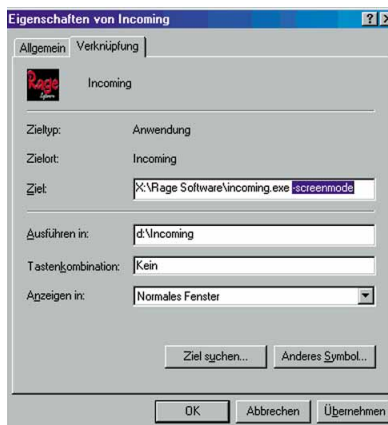 Eigenschaften von Incoming
Allgemein Verknüpfung
Rage
Incoming
Zieltyp: Anwendung
Zielort: Incoming
Ziel: X:\Rage Software\incoming.exe -screenmode
Ausführen in: d:\Incoming
Tastenkombination: Kein
Anzeigen in: Normales Fenster
Ziel suchen... Anderes Symbol...
OK Abbrechen Übernehmen